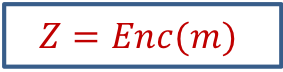 Z = Enc(m)